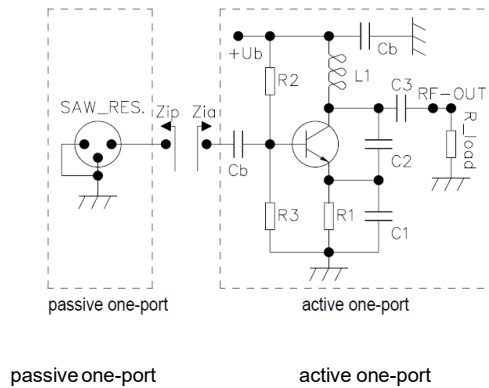 Cb
+Ub
R2
L1
C3 RF-OUT
SAW_RES.
Zip Zia
R_load
Cb
C2
R3
R1
C1
passive one-port active one-port
passive one-port active one-port